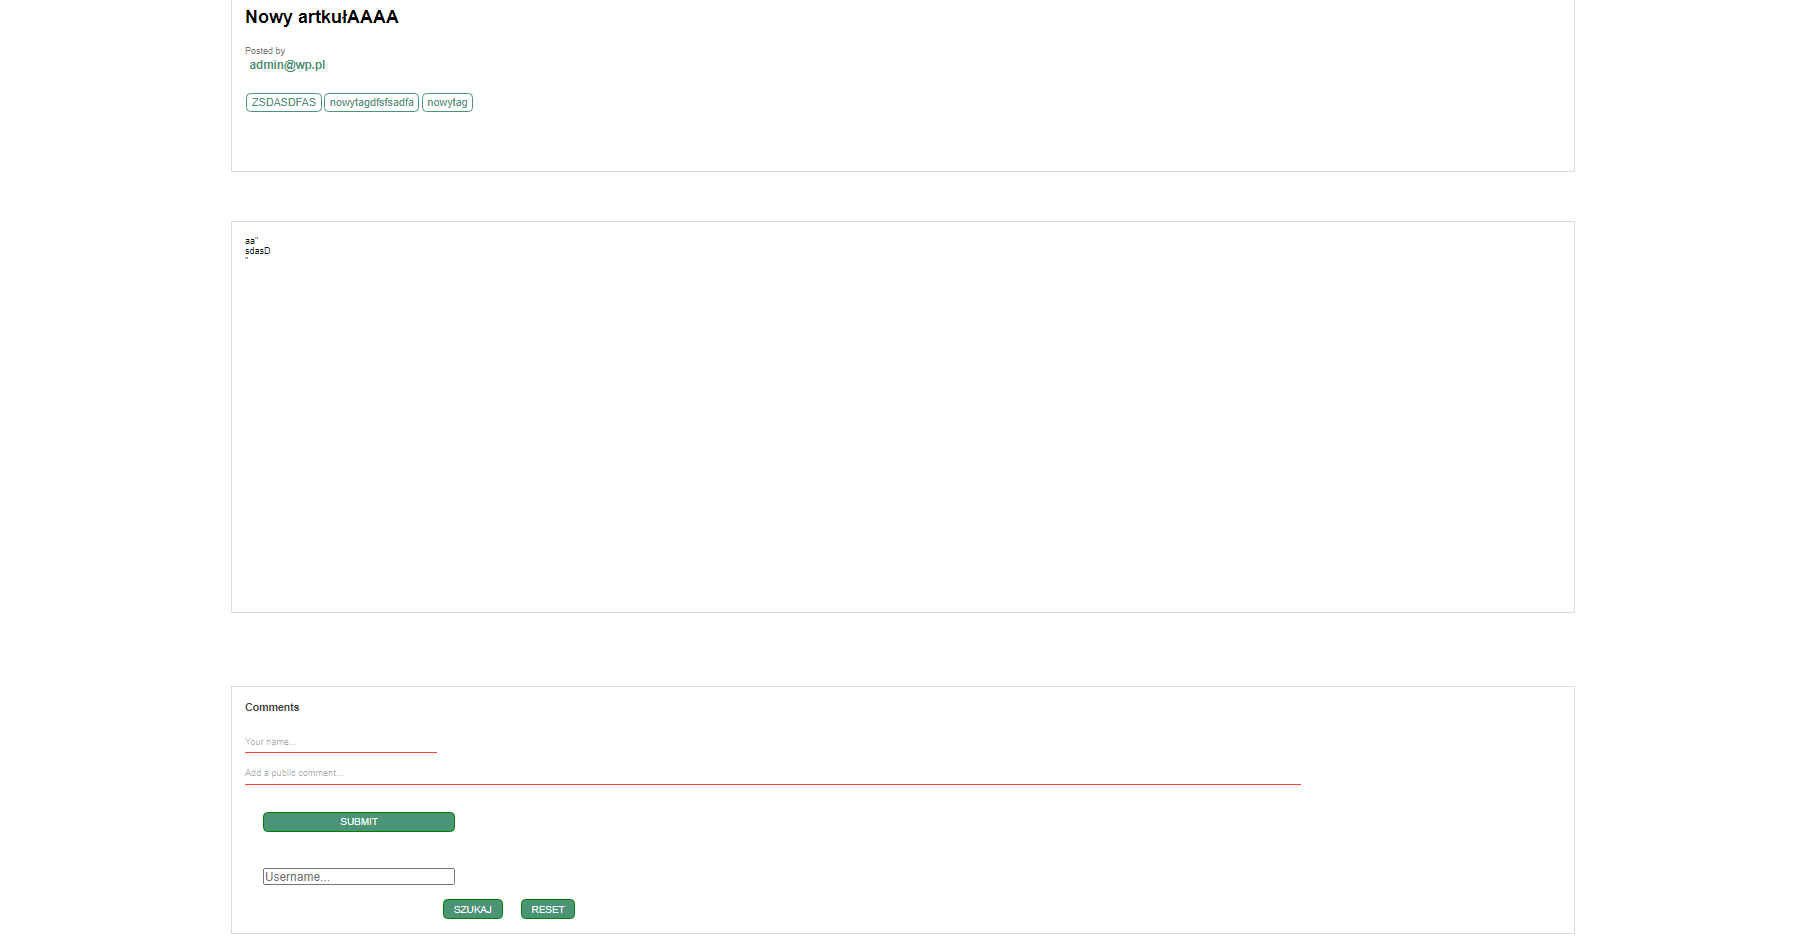 Nowy artkułAAAA
Posted by
admin@wp.pl
ZSDASDFAS nowytagdfsfsadfa nowytag
aa"
sdasD
"
Comments
Your name...
Add a public comment...
SUBMIT
Username...
SZUKAJ RESET